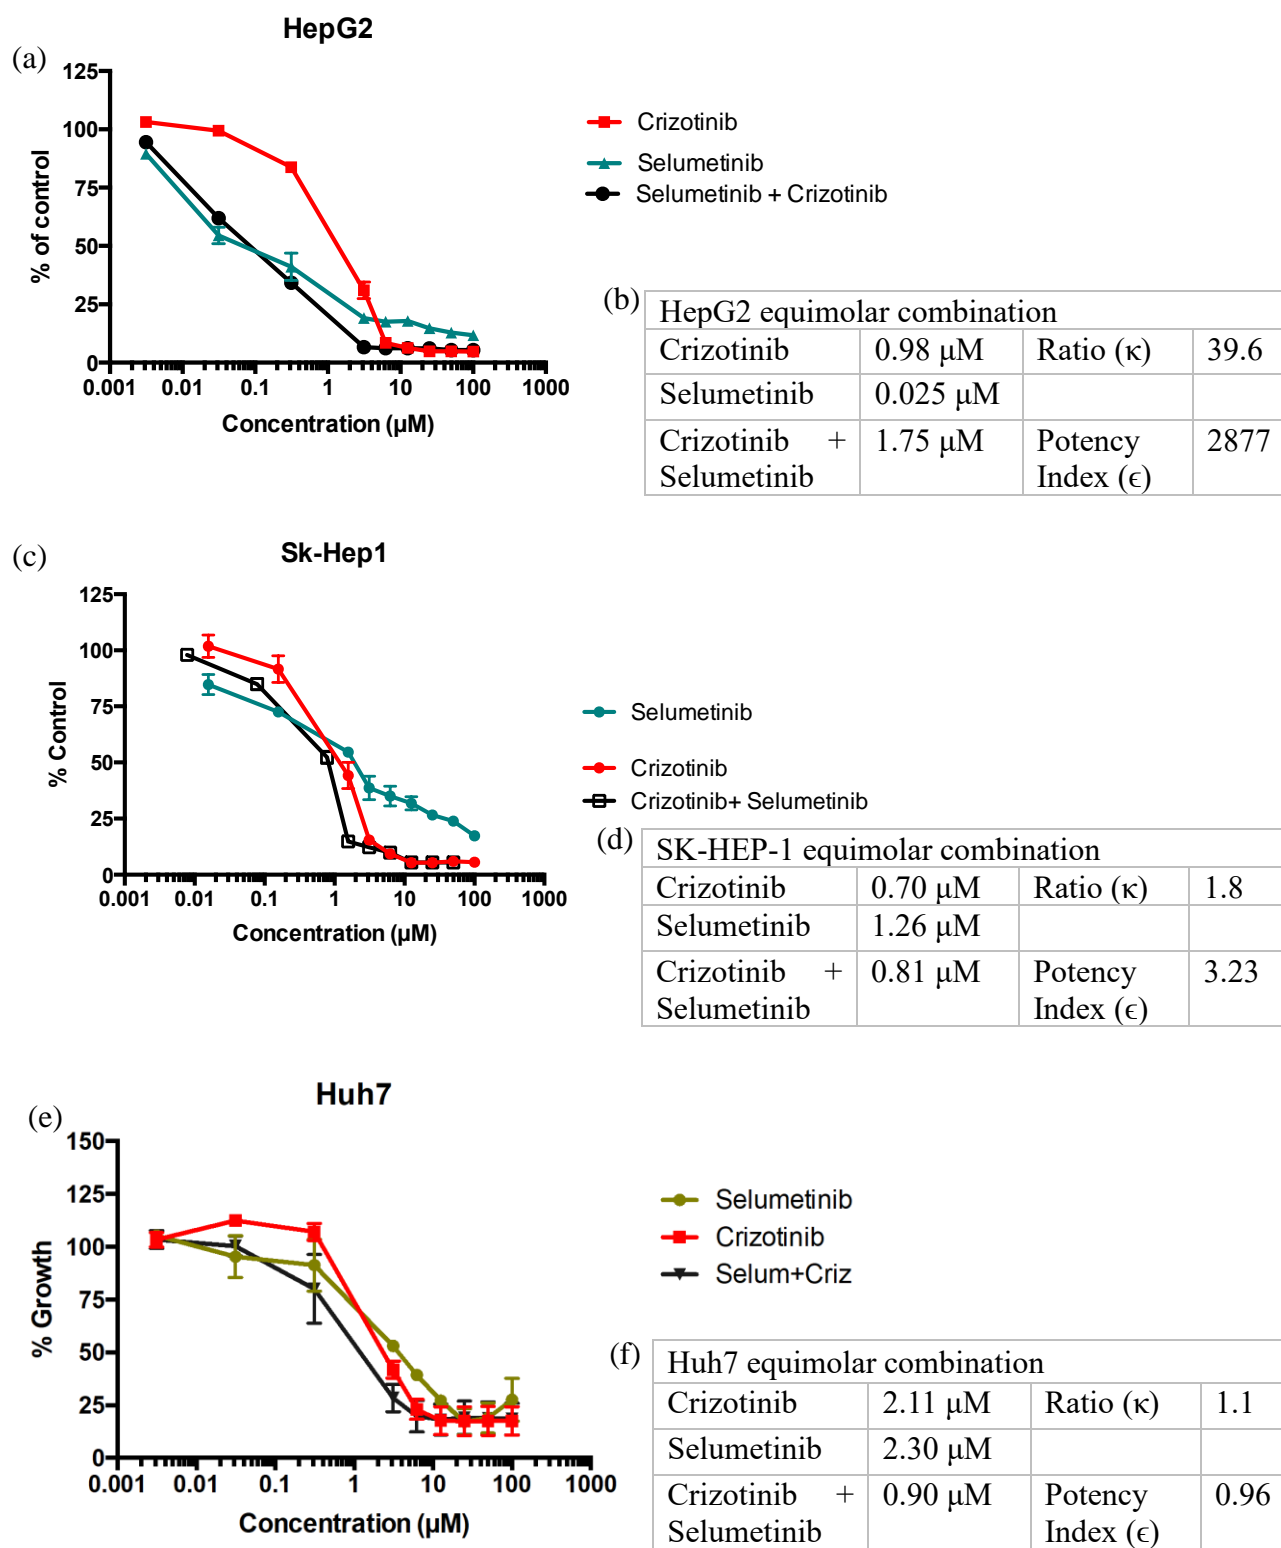 HepG2
(a)
125
100
75
50
25
0
% of control
0.001
0.01
0.1
1
10
100
1000
Concentration (µM)
Crizotinib
Selumetinib
Selumetinib + Crizotinib
(b)
HepG2 equimolar combination
Crizotinib 0.98 µM Ratio (κ) 39.6
Selumetinib 0.025 µM
Crizotinib + 1.75 µM Potency 2877
Selumetinib Index (ϵ)
Sk-Hep1
(c)
125
100
75
50
25
0
% Control
0.001
0.01
0.1
1
10
100
1000
Concentration (µM)
Selumetinib
Crizotinib
Crizotinib+ Selumetinib
(d)
SK-HEP-1 equimolar combination
Crizotinib 0.70 µM Ratio (κ) 1.8
Selumetinib 1.26 µM
Crizotinib + 0.81 µM Potency 3.23
Selumetinib Index (ϵ)
Huh7
(e)
150
125
100
75
50
25
0
% Growth
0.001
0.01
0.1
1
10
100
1000
Concentration (µM)
Selumetinib
Crizotinib
Selum+Criz
(f)
Huh7 equimolar combination
Crizotinib 2.11 µM Ratio (κ) 1.1
Selumetinib 2.30 µM
Crizotinib + 0.90 µM Potency 0.96
Selumetinib Index (ϵ)